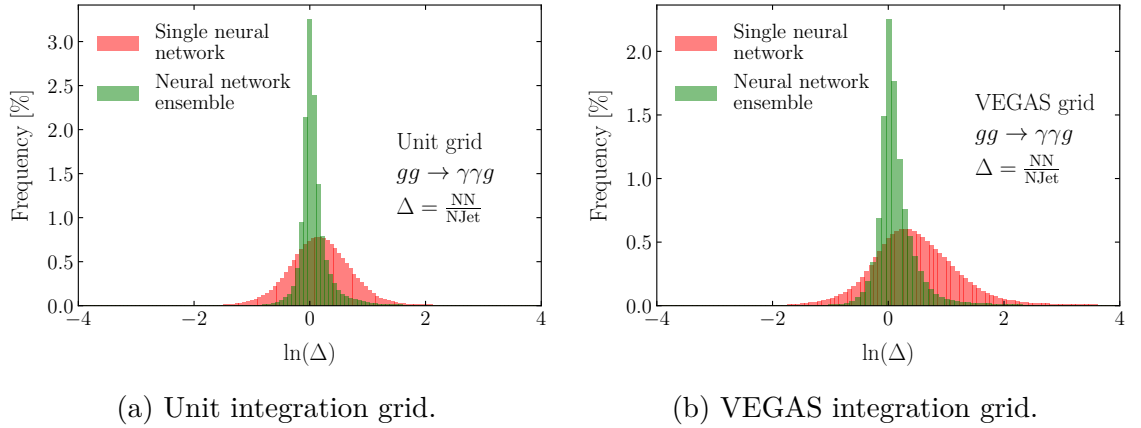 Single neural
network
Neural network
ensemble
Unit grid
gg → γγg
Δ = NN/NJet
Frequency [%]
3.0
2.5
2.0
1.5
1.0
0.5
0.0
−4 −2 0 2 4
ln(Δ)
(a) Unit integration grid.
Single neural
network
Neural network
ensemble
VEGAS grid
gg → γγg
Δ = NN/NJet
Frequency [%]
2.0
1.5
1.0
0.5
0.0
−4 −2 0 2 4
ln(Δ)
(b) VEGAS integration grid.